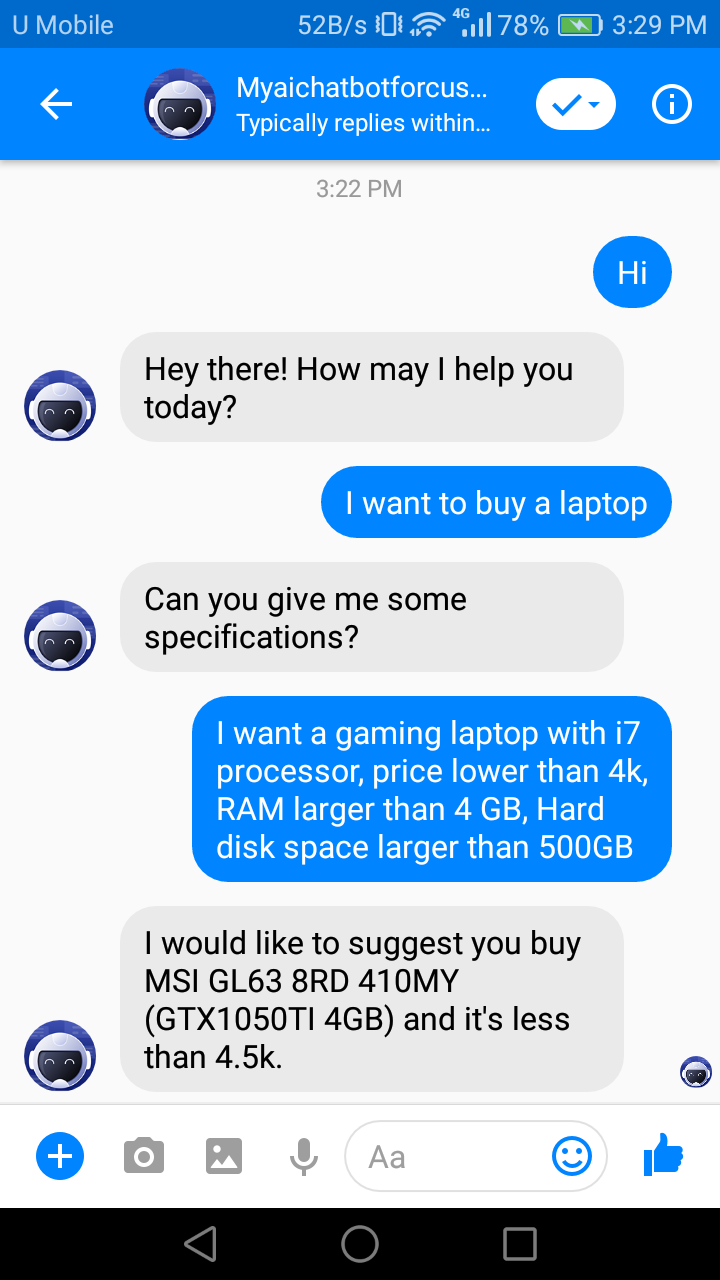 U Mobile 52B/s 4G 78% 3:29 PM
Myaichatbotforcus...
Typically replies within...
3:22 PM
Hi
Hey there! How may I help you
today?
I want to buy a laptop
Can you give me some
specifications?
I want a gaming laptop with i7
processor, price lower than 4k,
RAM larger than 4 GB, Hard
disk space larger than 500GB
I would like to suggest you buy
MSI GL63 8RD 410MY
(GTX1050TI 4GB) and it's less
than 4.5k.
Aa